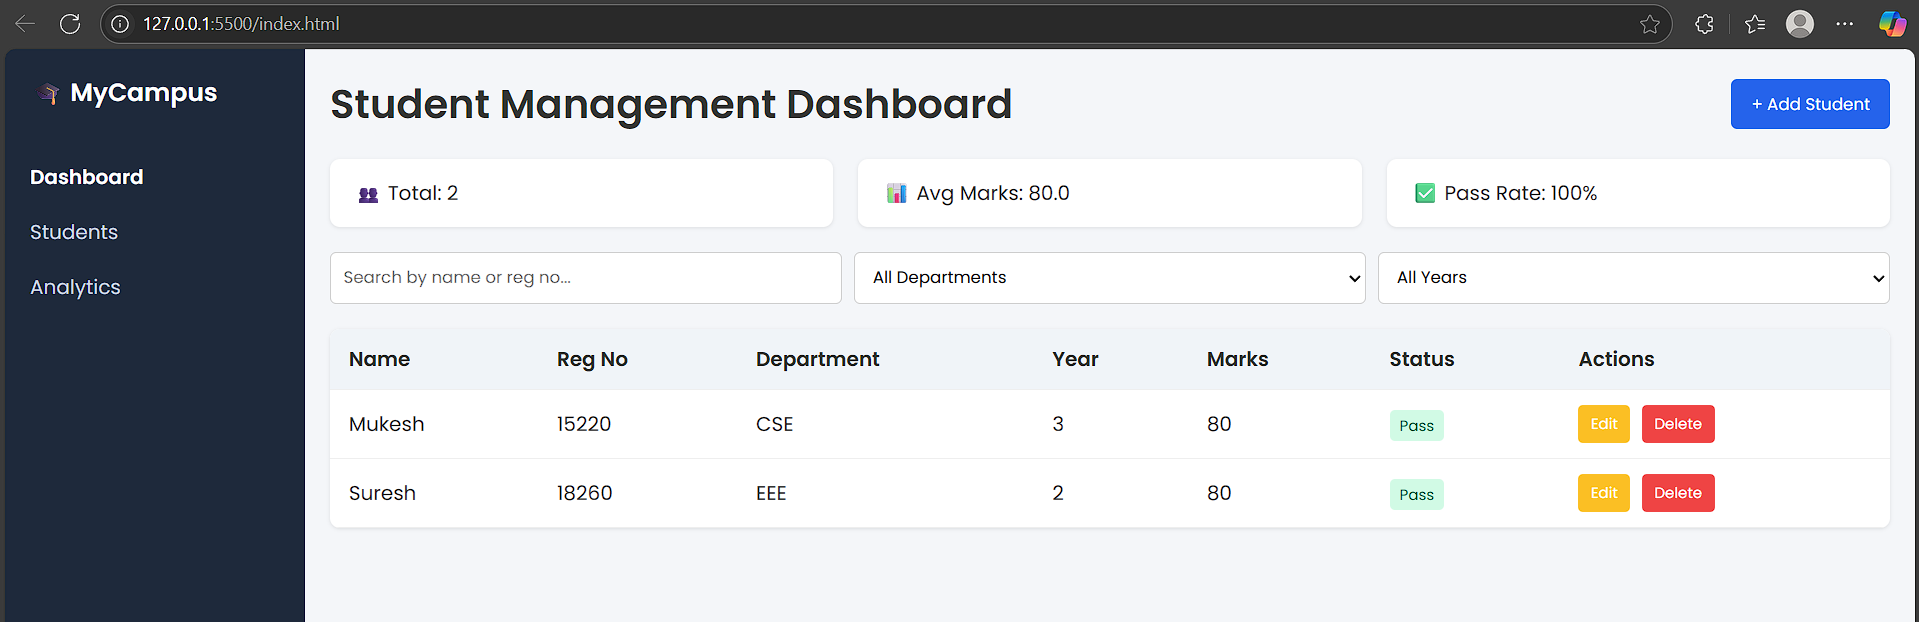 127.0.0.1:5500/index.html
MyCampus
Dashboard
Students
Analytics
Student Management Dashboard
+ Add Student
Total: 2
Avg Marks: 80.0
Pass Rate: 100%
Search by name or reg no...
All Departments
All Years
Name Reg No Department Year Marks Status Actions
Mukesh 15220 CSE 3 80 Pass Edit Delete
Suresh 18260 EEE 2 80 Pass Edit Delete